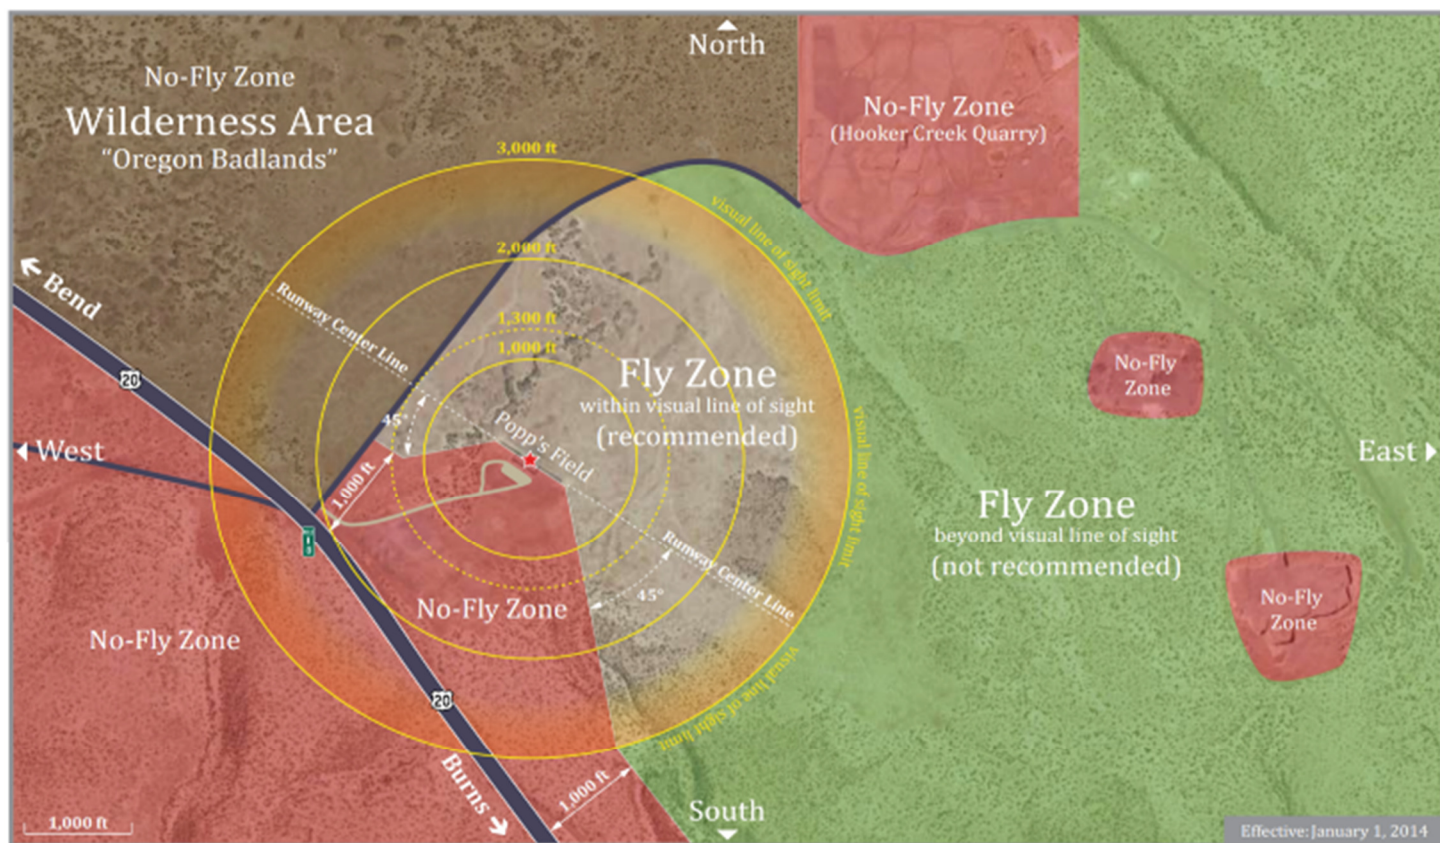 North
No-Fly Zone
Wilderness Area
"Oregon Badlands"
No-Fly Zone
(Hooker Creek Quarry)
3,000 ft
visual line of sight limit
2,000 ft
Bend
Runway Center Line
1,300 ft
1,000 ft
20
No-Fly
Zone
Fly Zone
within visual line of sight
(recommended)
45°
Popp's Field
West
East
1,000 ft
visual line of sight limit
Fly Zone
beyond visual line of sight
(not recommended)
Runway Center Line
45°
No-Fly Zone
No-Fly
Zone
No-Fly Zone
visual line of sight limit
20
Burns
1,000 ft
South
1,000 ft
Effective: January 1, 2014